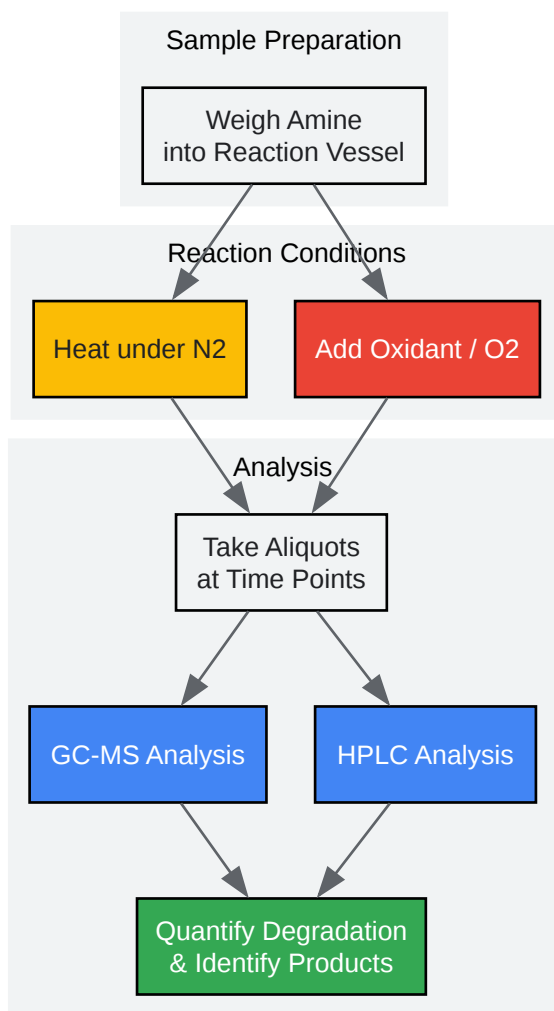 Sample Preparation
Weigh Amine
into Reaction Vessel
Reaction Conditions
Heat under N2
Add Oxidant / O2
Analysis
Take Aliquots
at Time Points
GC-MS Analysis
HPLC Analysis
Quantify Degradation
& Identify Products